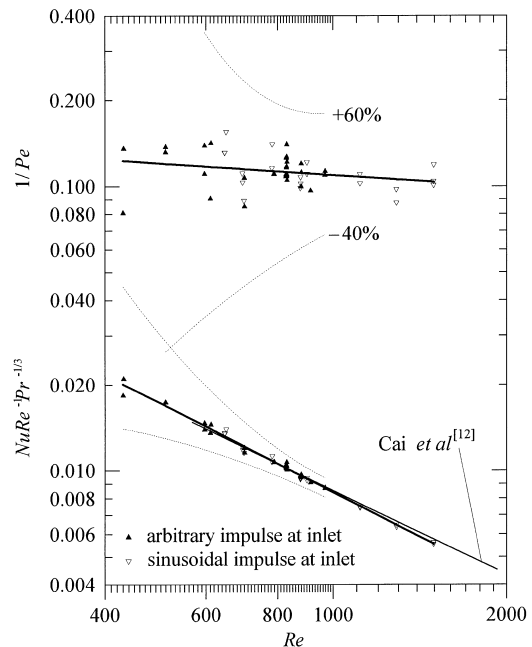 0.400
0.200
+60%
1/Pe
0.100
0.080
0.060
−40%
0.040
0.020
NuRe⁻¹Pr⁻¹/³
0.010
0.008
0.006
0.004
Cai et al[12]
▲ arbitrary impulse at inlet
▽ sinusoidal impulse at inlet
400 600 800 1000 2000
Re